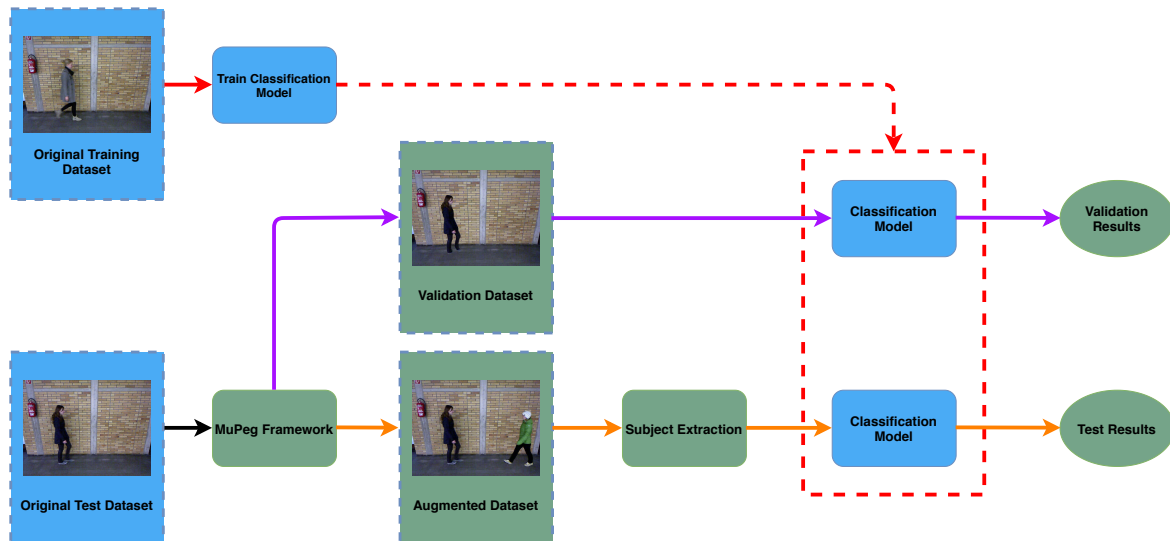 Train Classification
Model
Original Training
Dataset
Classification
Model
Validation
Results
Validation Dataset
MuPeg Framework
Subject Extraction
Classification
Model
Test Results
Original Test Dataset
Augmented Dataset